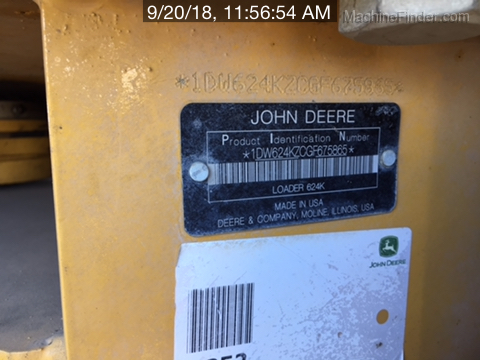 9/20/18, 11:56:54 AM
MachineFinder.com
JOHN DEERE
Product Identification Number
*1DW624KZCGF675865*
LOADER 624K
MADE IN USA
DEERE & COMPANY, MOLINE, ILLINOIS, USA
JOHN DEERE